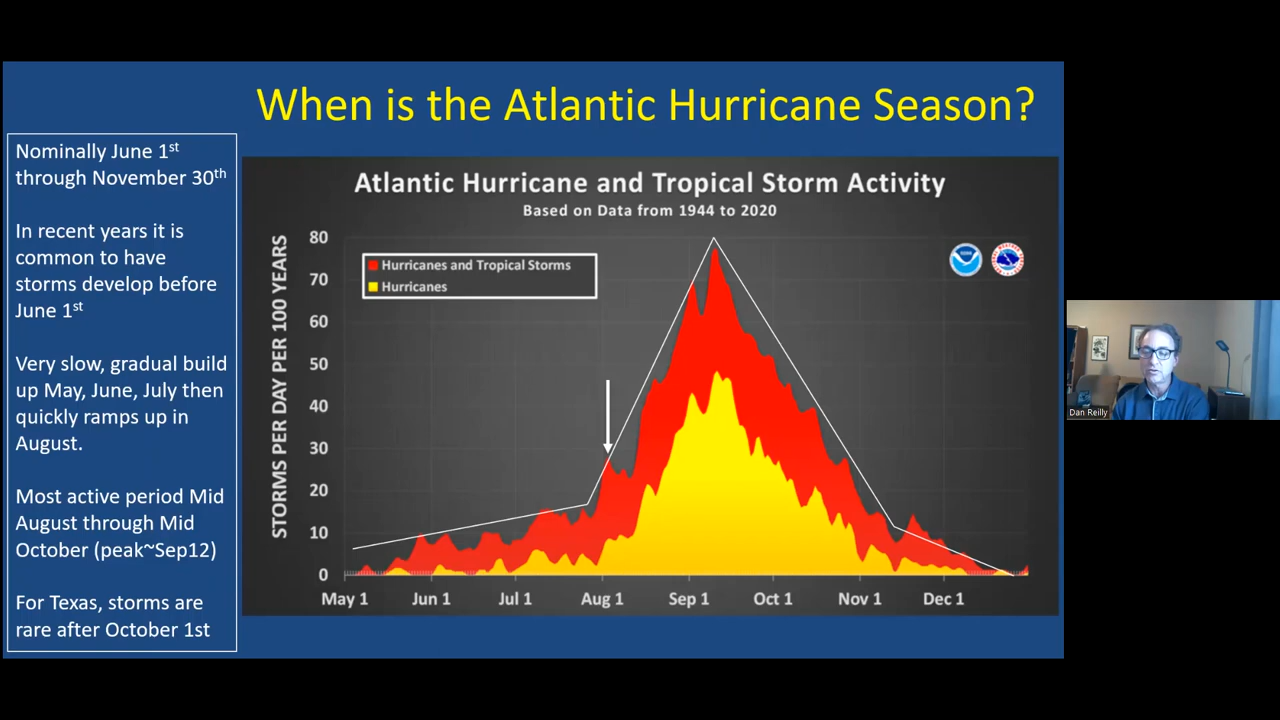 When is the Atlantic Hurricane Season?
Nominally June 1st
through November 30th
In recent years it is
common to have
storms develop before
June 1st
Very slow, gradual build
up May, June, July then
quickly ramps up in
August.
Most active period Mid
August through Mid
October (peak~Sep12)
For Texas, storms are
rare after October 1st
Atlantic Hurricane and Tropical Storm Activity
Based on Data from 1944 to 2020
STORMS PER DAY PER 100 YEARS
80
70
60
50
40
30
20
10
0
Hurricanes and Tropical Storms
Hurricanes
May 1 Jun 1 Jul 1 Aug 1 Sep 1 Oct 1 Nov 1 Dec 1
Dan Reilly